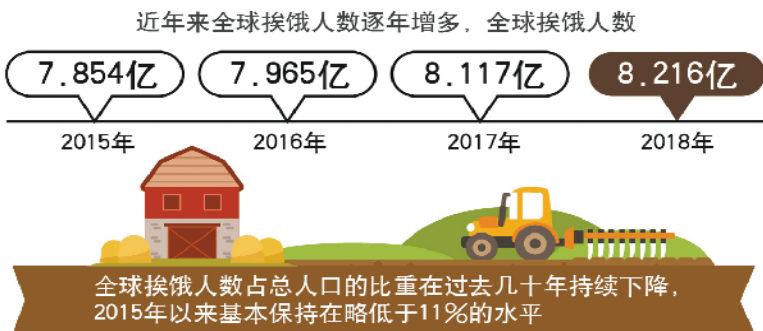 近年来全球挨饿人数逐年增多，全球挨饿人数
7.854亿 7.965亿 8.117亿 8.216亿
2015年 2016年 2017年 2018年
全球挨饿人数占总人口的比重在过去几十年持续下降，
2015年以来基本保持在略低于11%的水平